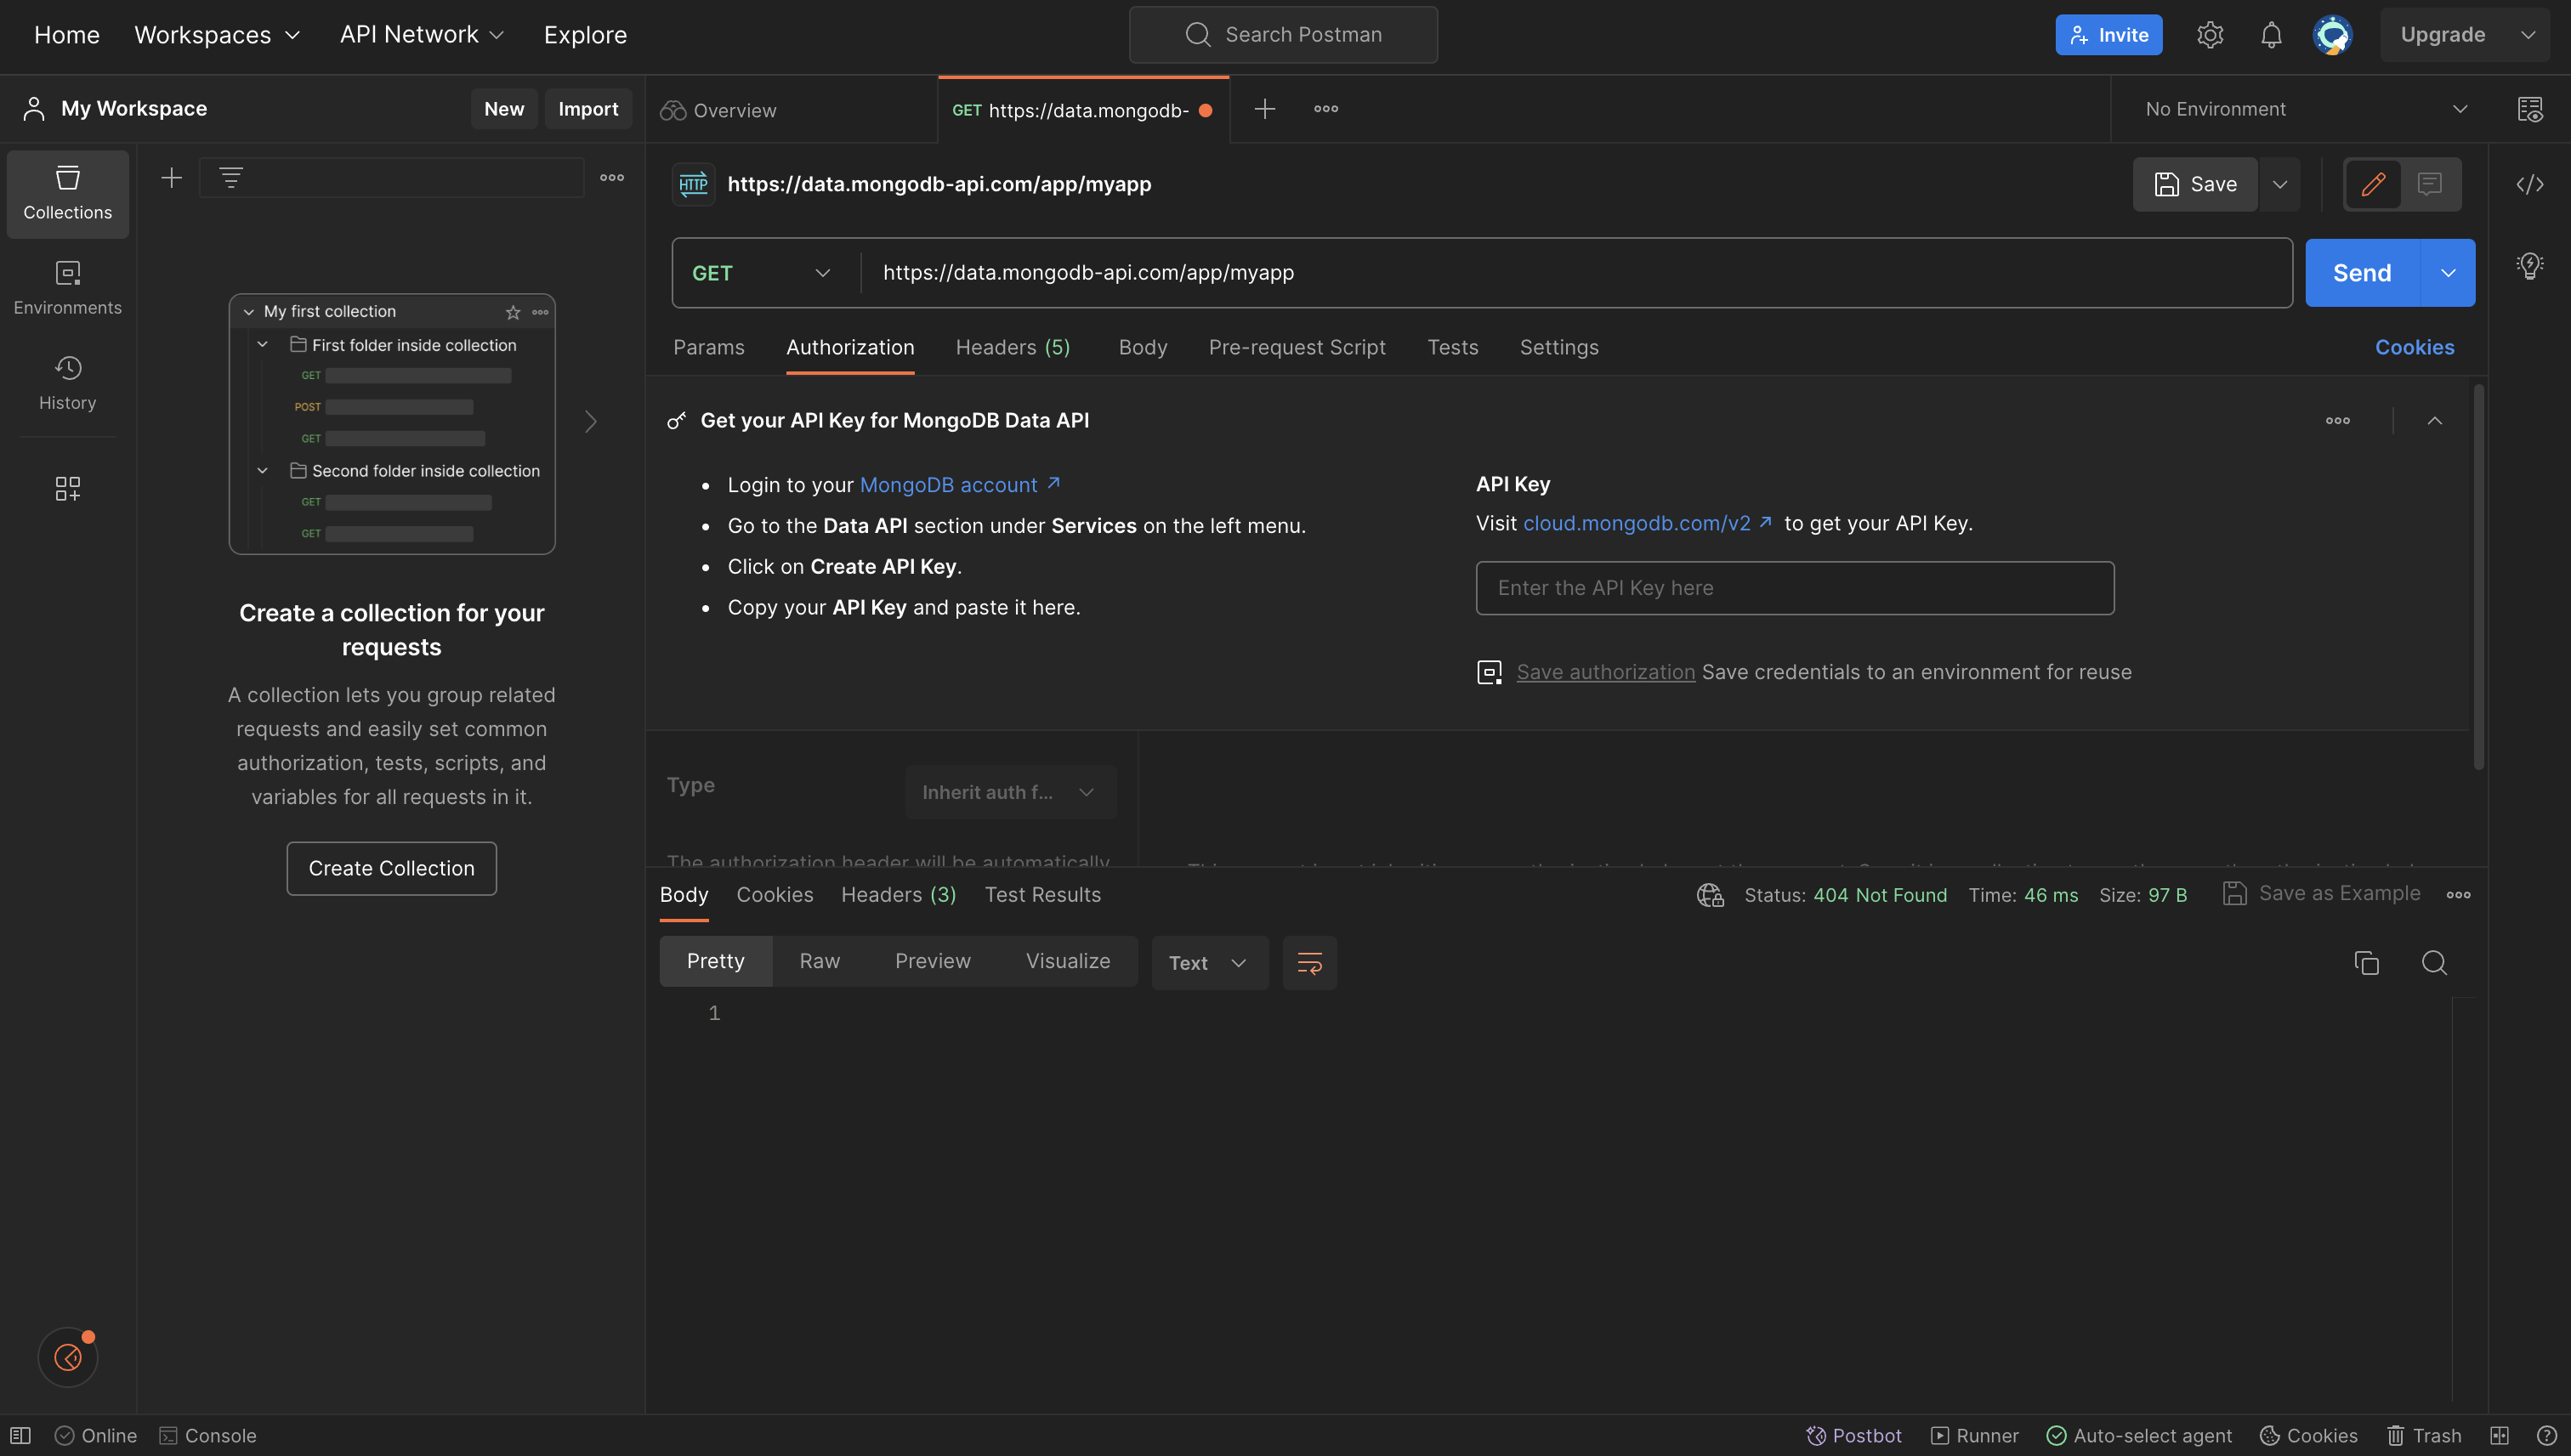 Home Workspaces API Network Explore Search Postman Invite Upgrade
My Workspace New Import Overview GET https://data.mongodb- No Environment
Collections
Environments
History
My first collection
First folder inside collection
GET
POST
GET
Second folder inside collection
GET
GET
Create a collection for your
requests
A collection lets you group related
requests and easily set common
authorization, tests, scripts, and
variables for all requests in it.
Create Collection
HTTP https://data.mongodb-api.com/app/myapp Save
GET https://data.mongodb-api.com/app/myapp Send
Params Authorization Headers (5) Body Pre-request Script Tests Settings Cookies
Get your API Key for MongoDB Data API
Login to your MongoDB account
Go to the Data API section under Services on the left menu.
Click on Create API Key.
Copy your API Key and paste it here.
API Key
Visit cloud.mongodb.com/v2 to get your API Key.
Enter the API Key here
Save authorization Save credentials to an environment for reuse
Type Inherit auth f...
The authorization header will be automatically
Body Cookies Headers (3) Test Results Status: 404 Not Found Time: 46 ms Size: 97 B Save as Example
Pretty Raw Preview Visualize Text
1
Online Console Postbot Runner Auto-select agent Cookies Trash